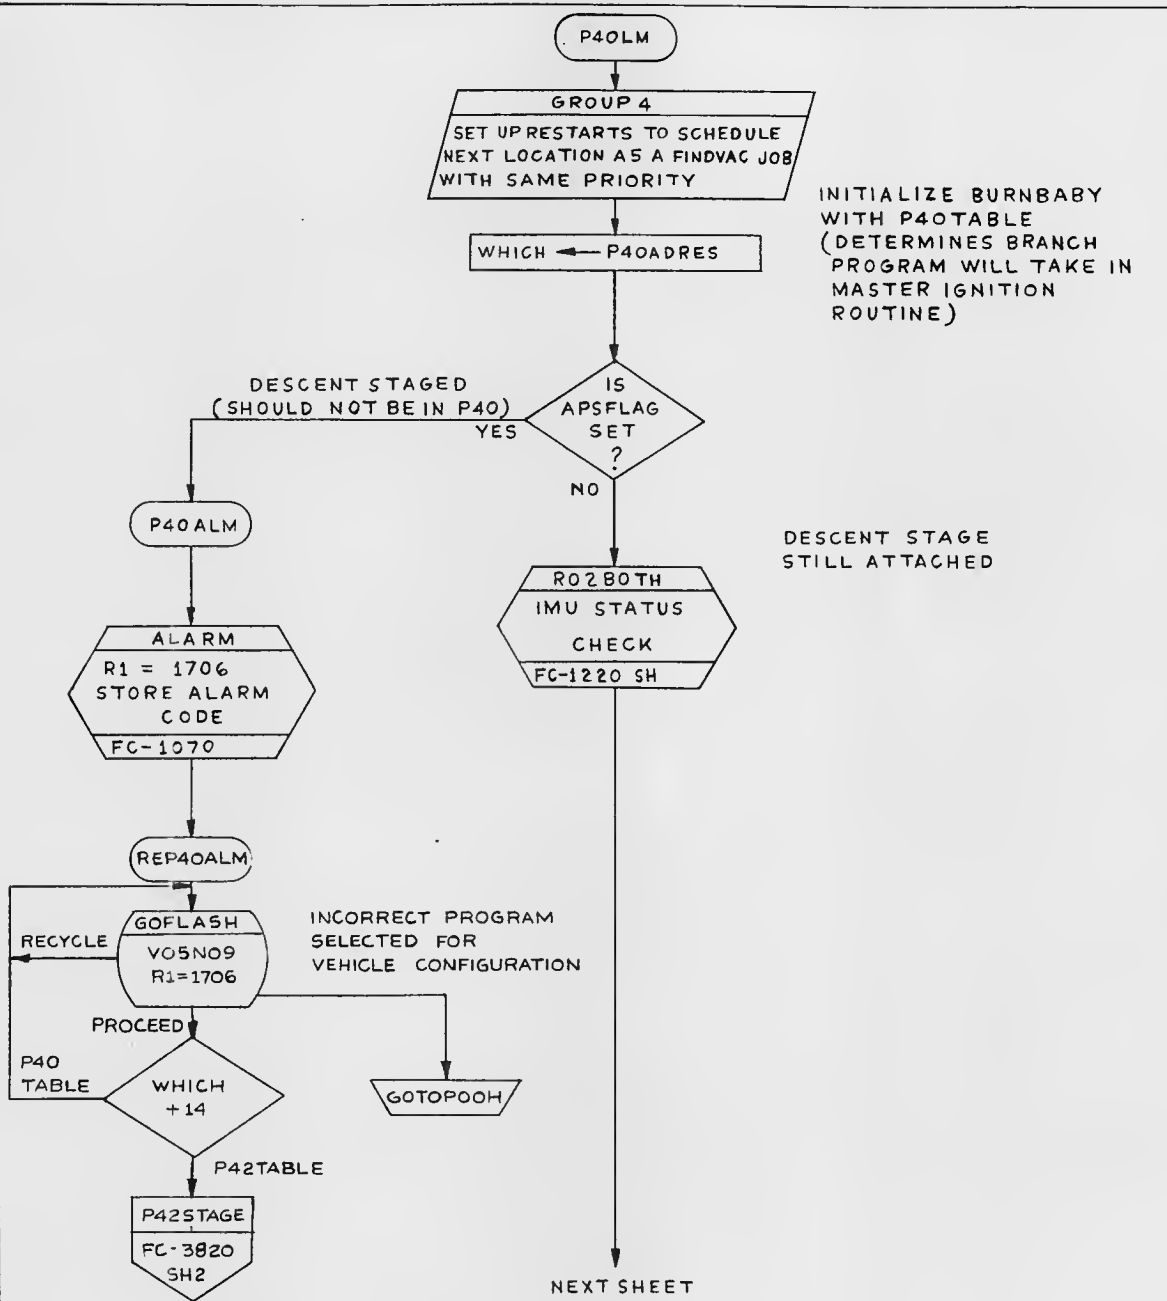 P40LM
GROUP 4
SET UP RESTARTS TO SCHEDULE
NEXT LOCATION AS A FINDVAC JOB
WITH SAME PRIORITY
INITIALIZE BURNBABY
WITH P40TABLE
(DETERMINES BRANCH
PROGRAM WILL TAKE IN
MASTER IGNITION
ROUTINE)
WHICH ← P40ADRES
IS
APSFLAG
SET
?
DESCENT STAGED
(SHOULD NOT BE IN P40)
YES
NO
P40ALM
DESCENT STAGE
STILL ATTACHED
R02BOTH
IMU STATUS
CHECK
FC-1220 SH
ALARM
R1 = 1706
STORE ALARM
CODE
FC-1070
REP40ALM
GOFLASH
V05N09
R1=1706
RECYCLE
INCORRECT PROGRAM
SELECTED FOR
VEHICLE CONFIGURATION
PROCEED
P40
TABLE
WHICH
+14
GOTOPOOH
P42TABLE
P42STAGE
FC-3820
SH2
NEXT SHEET